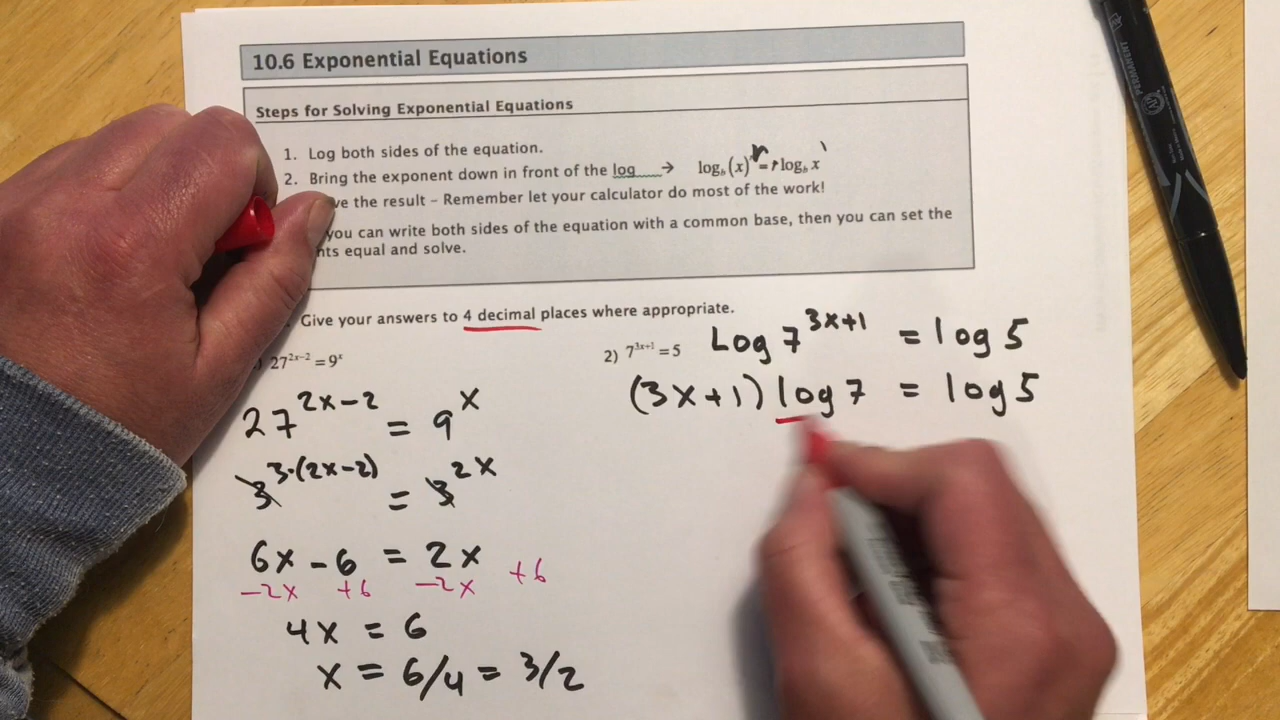 10.6 Exponential Equations
Steps for Solving Exponential Equations
1. Log both sides of the equation.
2. Bring the exponent down in front of the log → log_b (x)^r = r log_b x
ve the result – Remember let your calculator do most of the work!
you can write both sides of the equation with a common base, then you can set the
nts equal and solve.
Give your answers to 4 decimal places where appropriate.
) 27^{2x-2} = 9^x
27^{2x-2} = 9^x
3^{3·(2x-2)} = 3^{2x}
6x - 6 = 2x
-2x +6 -2x +6
4x = 6
x = 6/4 = 3/2
2) 7^{3x+1} = 5
Log 7^{3x+1} = log 5
(3x+1) log 7 = log 5
PERMANENT
AP